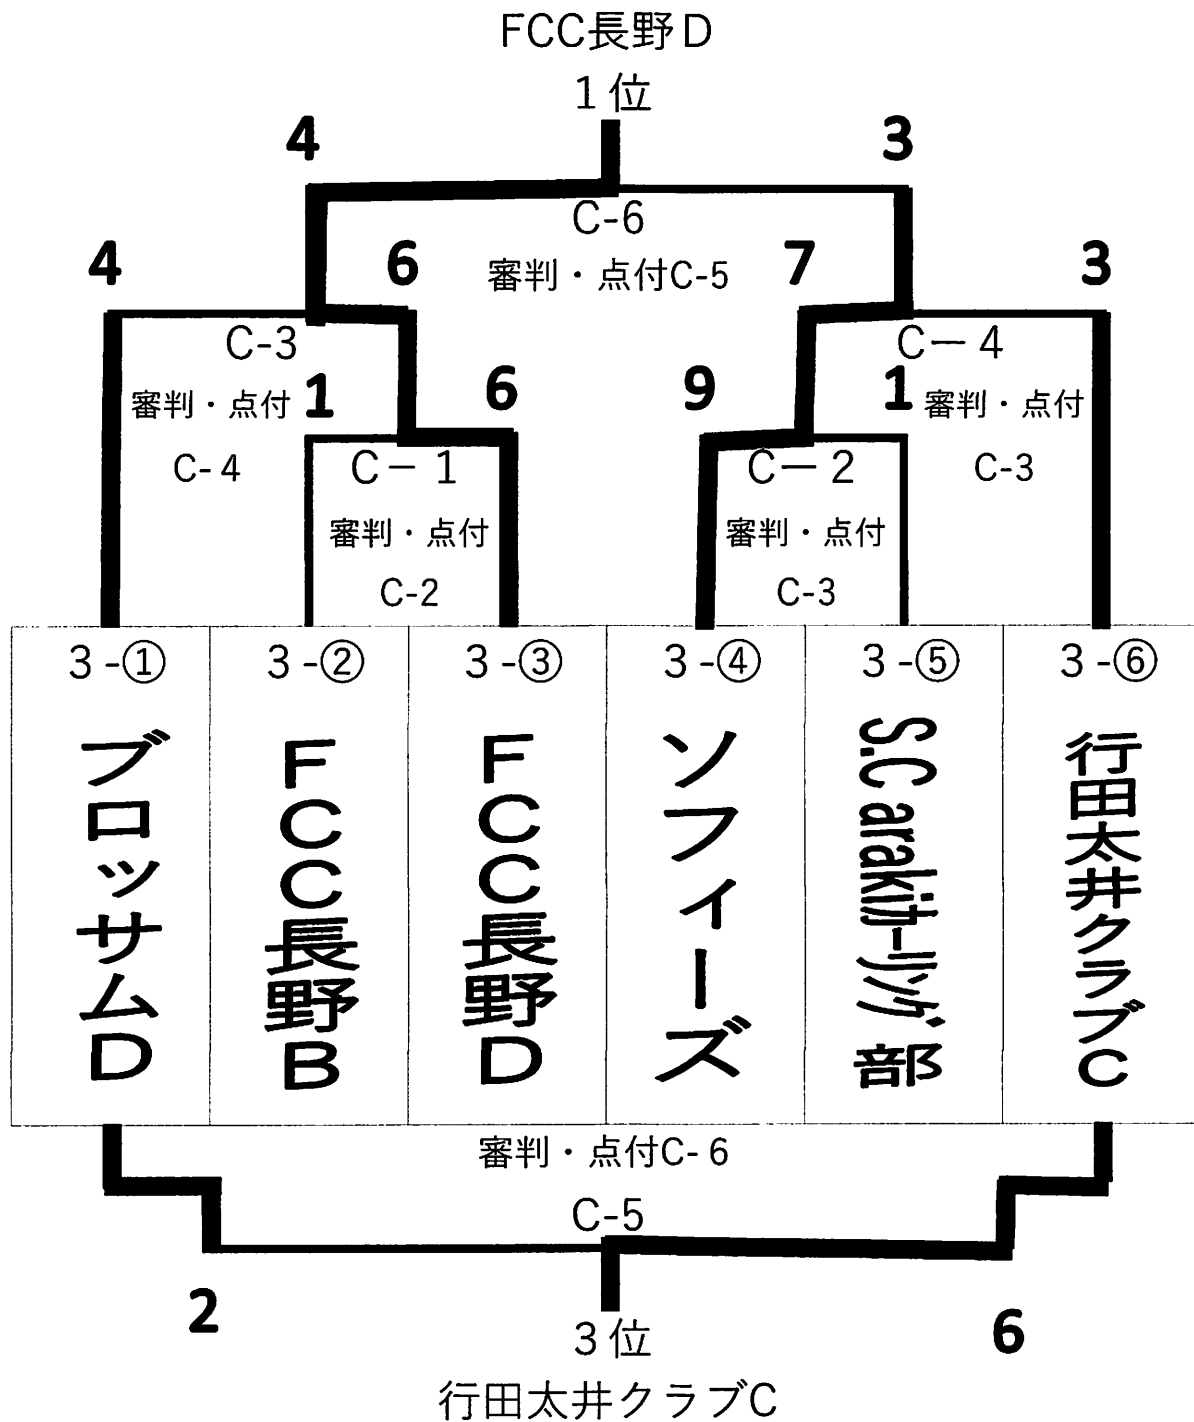 FCC長野D
1位
4
3
C-6
4
6
審判・点付C-5
7
3
C-3
C－4
審判・点付
1
6
9
1
審判・点付
C-4
C－1
C－2
C-3
審判・点付
審判・点付
C-2
C-3
3-①
3-②
3-③
3-④
3-⑤
3-⑥
ブロッサムD
FCC長野B
FCC長野D
ソフィーズ
S.C arakiｶｰﾘﾝｸﾞ部
行田太井クラブC
審判・点付C-6
C-5
2
6
3位
行田太井クラブC